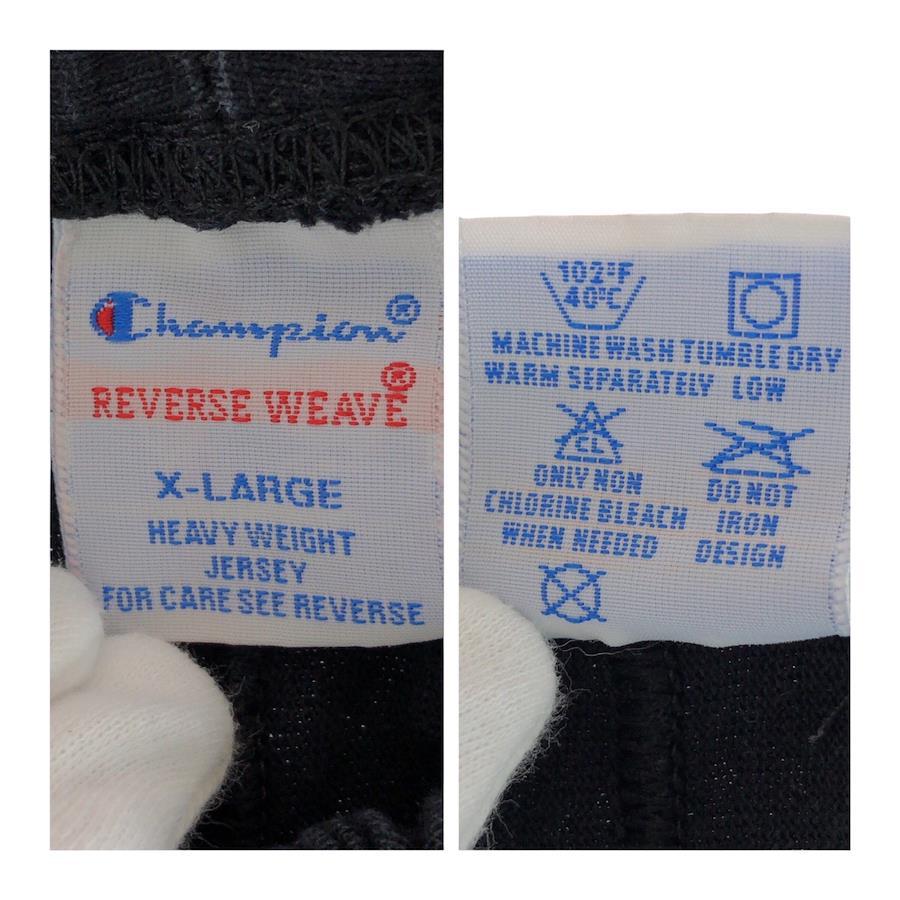 Champion®
REVERSE WEAVE®
X-LARGE
HEAVY WEIGHT
JERSEY
FOR CARE SEE REVERSE
102°F
40°C
MACHINE WASH TUMBLE DRY
WARM SEPARATELY LOW
CL
ONLY NON
CHLORINE BLEACH
WHEN NEEDED
DO NOT
IRON
DESIGN